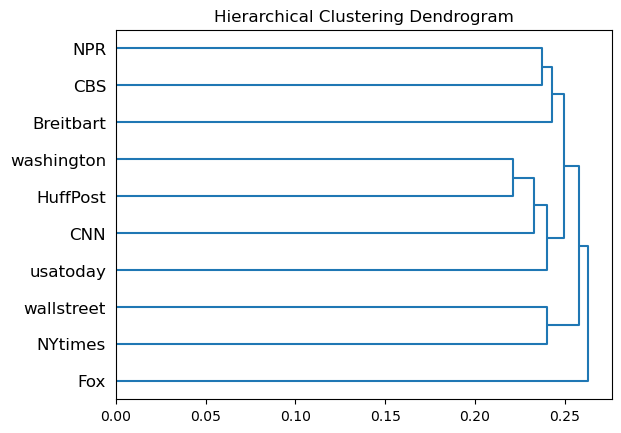 Hierarchical Clustering Dendrogram
NPR
CBS
Breitbart
washington
HuffPost
CNN
usatoday
wallstreet
NYtimes
Fox
0.00 0.05 0.10 0.15 0.20 0.25